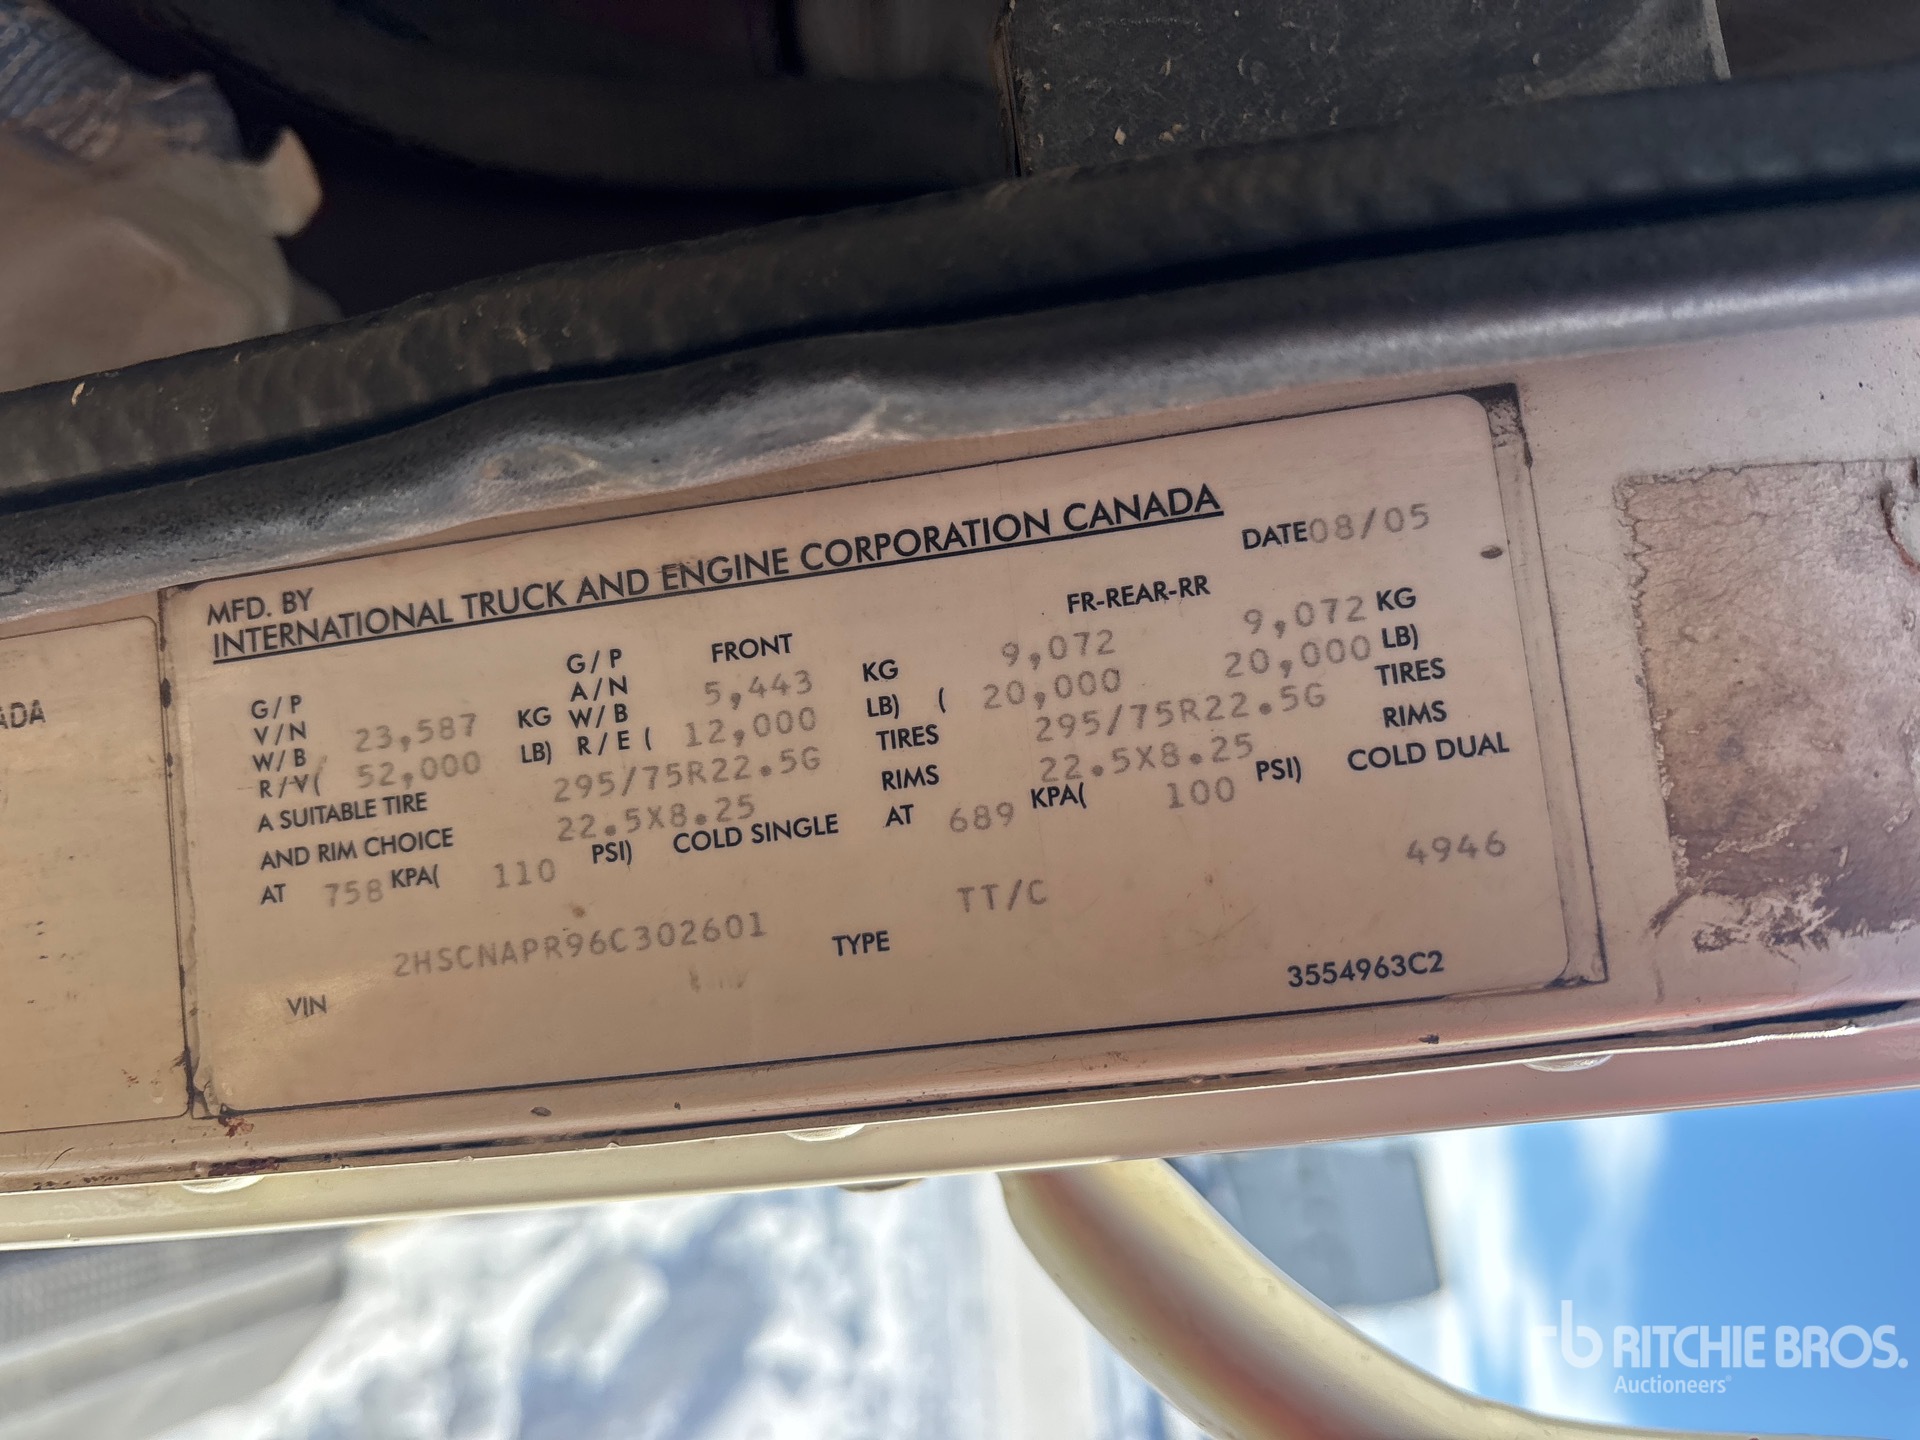 ADA
MFD. BY
INTERNATIONAL TRUCK AND ENGINE CORPORATION CANADA
DATE 08/05
G/P G/P FRONT FR-REAR-RR
V/N 23,587 KG A/N 5,443 KG 9,072 9,072 KG
W/B 52,000 LB) W/B 12,000 LB) ( 20,000 20,000 LB)
R/V( R/E (
A SUITABLE TIRE 295/75R22.5G TIRES 295/75R22.5G TIRES
AND RIM CHOICE 22.5X8.25 RIMS 22.5X8.25 RIMS
AT 758 KPA( 110 PSI) COLD SINGLE AT 689 KPA( 100 PSI) COLD DUAL
4946
VIN 2HSCNAPR96C302601 TYPE TT/C
3554963C2
RITCHIE BROS.
Auctioneers